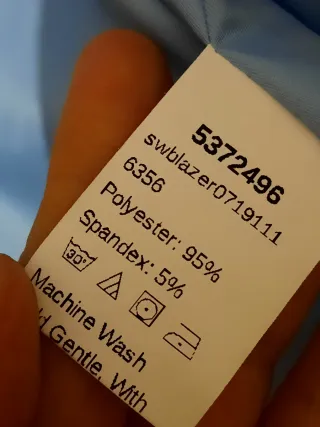 5372496
swblazer0719111
6356
Polyester: 95%
Spandex: 5%
30°
Machine Wash
Gentle, With